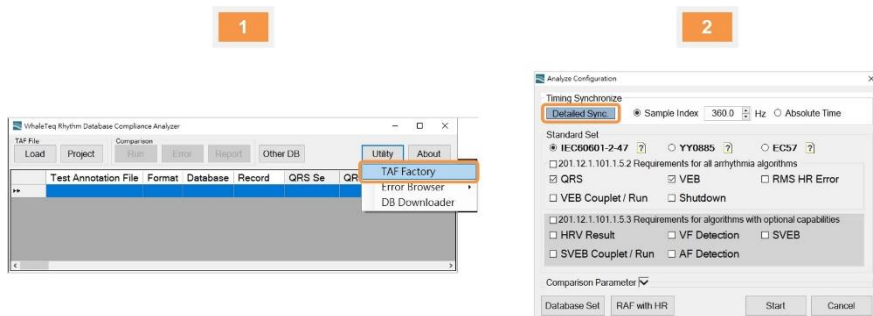 1
2
WhaleTeq Rhythm Database Compliance Analyzer
TAF File
Comparison
Load Project Run Error Report Other DB Utility About
Test Annotation File Format Database Record QRS Se QR
TAF Factory
Error Browser
DB Downloader
Analyze Configuration
Timing Synchronize
Detailed Sync. Sample Index 360.0 Hz Absolute Time
Standard Set
IEC60601-2-47 ? YY0885 ? EC57 ?
201.12.1.101.1.5.2 Requirements for all arrhythmia algorithms
QRS VEB RMS HR Error
VEB Couplet / Run Shutdown
201.12.1.101.1.5.3 Requirements for algorithms with optional capabilities
HRV Result VF Detection SVEB
SVEB Couplet / Run AF Detection
Comparison Parameter
Database Set RAF with HR Start Cancel